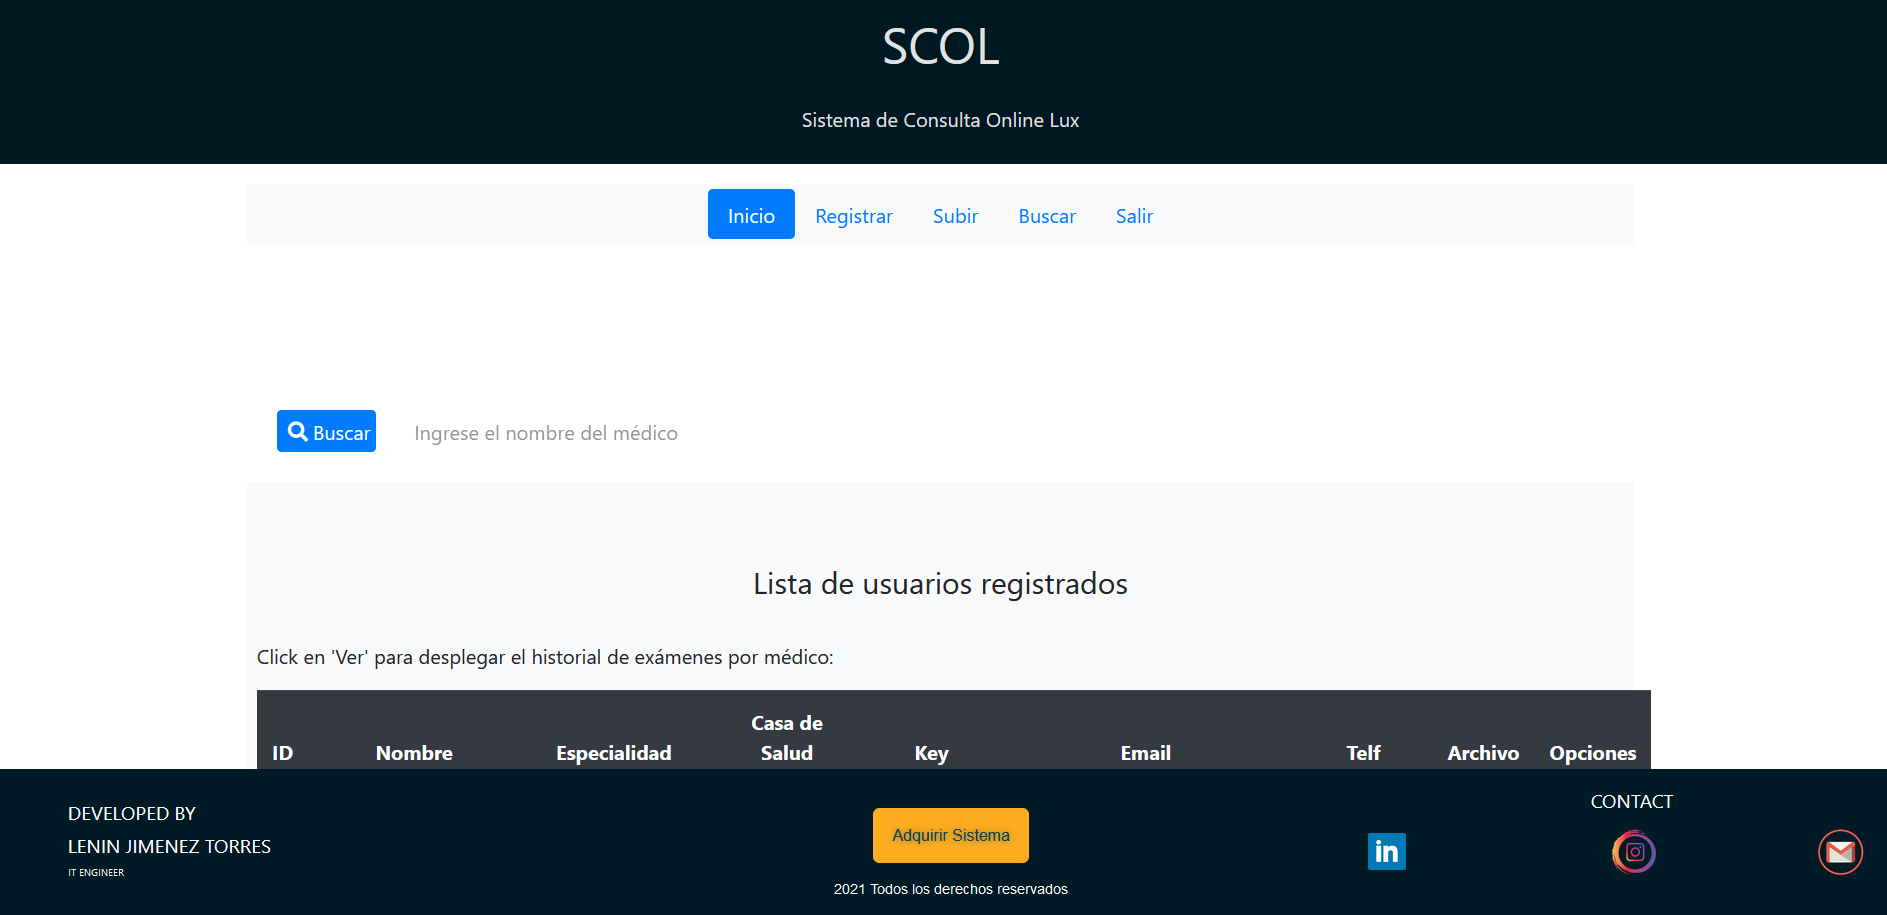 SCOL
Sistema de Consulta Online Lux
Inicio Registrar Subir Buscar Salir
Buscar Ingrese el nombre del médico
Lista de usuarios registrados
Click en 'Ver' para desplegar el historial de exámenes por médico:
ID Nombre Especialidad Casa de Salud Key Email Telf Archivo Opciones
DEVELOPED BY
LENIN JIMENEZ TORRES
IT ENGINEER
Adquirir Sistema
2021 Todos los derechos reservados
CONTACT
in